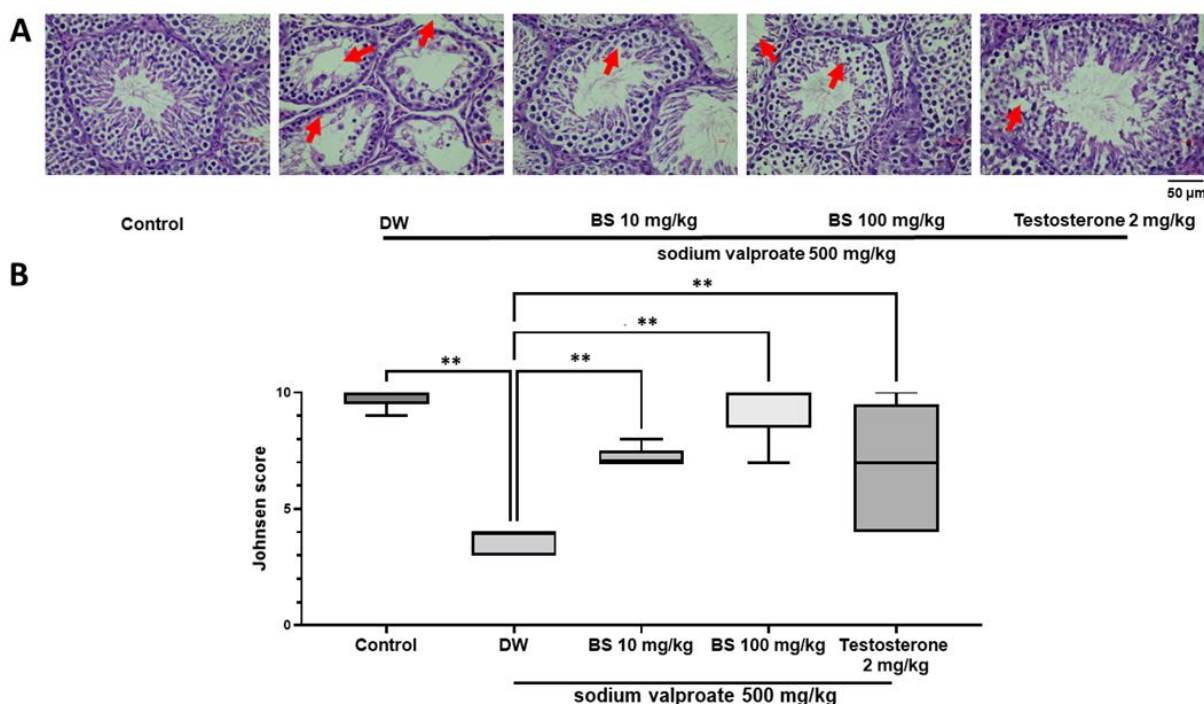 A
50 µm
Control
DW
BS 10 mg/kg
BS 100 mg/kg
Testosterone 2 mg/kg
sodium valproate 500 mg/kg
B
**
**
**
**
Johnsen score
10
5
0
Control
DW
BS 10 mg/kg
BS 100 mg/kg
Testosterone
2 mg/kg
sodium valproate 500 mg/kg